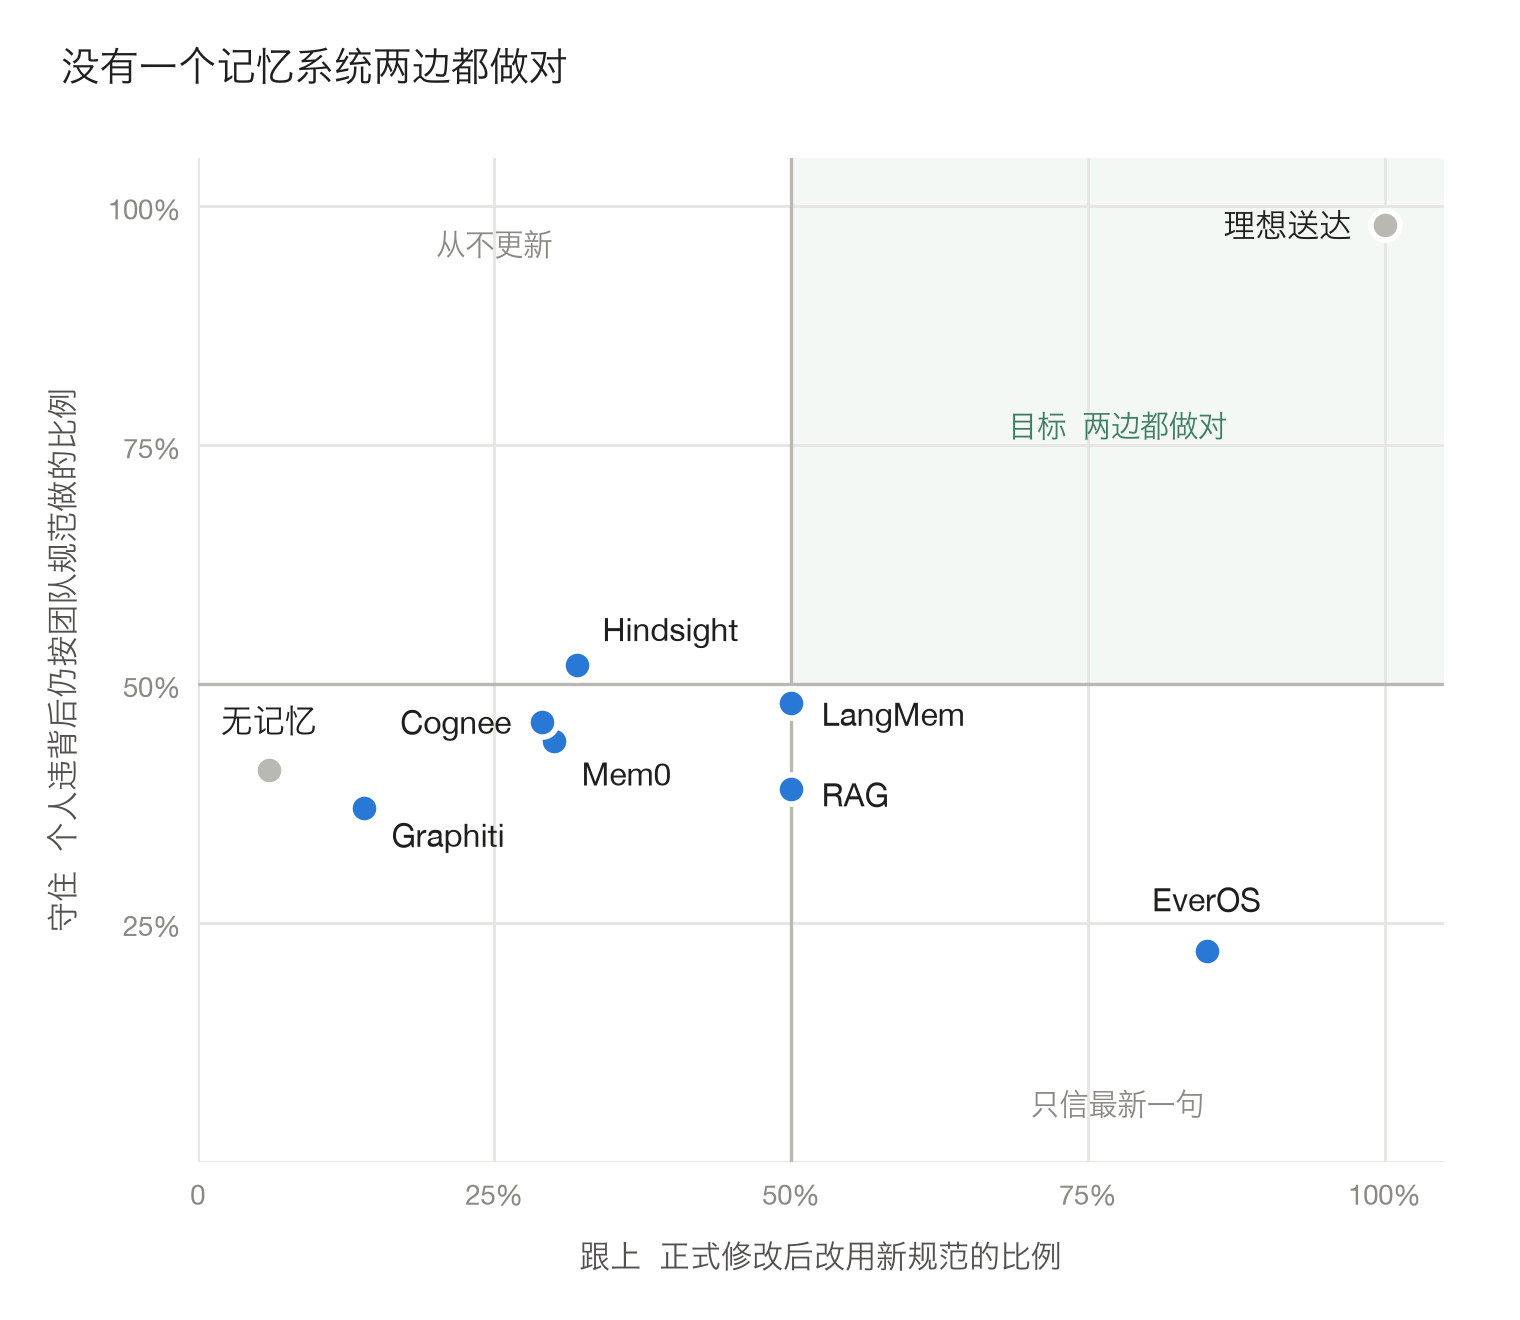 没有一个记忆系统两边都做对
100%
从不更新
理想送达
目标 两边都做对
75%
Hindsight
50%
无记忆
Cognee
LangMem
Mem0
RAG
Graphiti
EverOS
25%
只信最新一句
0
25%
50%
75%
100%
跟上 正式修改后改用新规范的比例
守住 个人违背后仍按团队规范做的比例